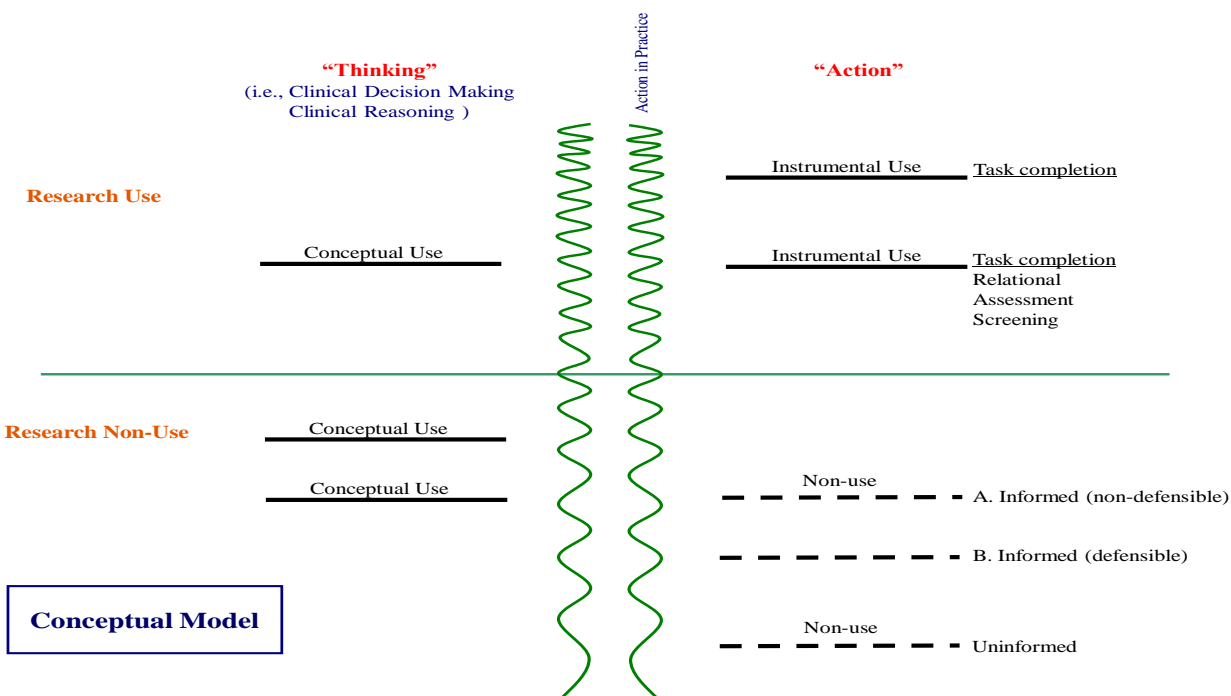 Action in Practice
“Thinking”
(i.e., Clinical Decision Making
Clinical Reasoning )
“Action”
Research Use
Instrumental Use
Task completion
Conceptual Use
Instrumental Use
Task completion
Relational
Assessment
Screening
Research Non-Use
Conceptual Use
Conceptual Use
Non-use
A. Informed (non-defensible)
B. Informed (defensible)
Conceptual Model
Non-use
Uninformed